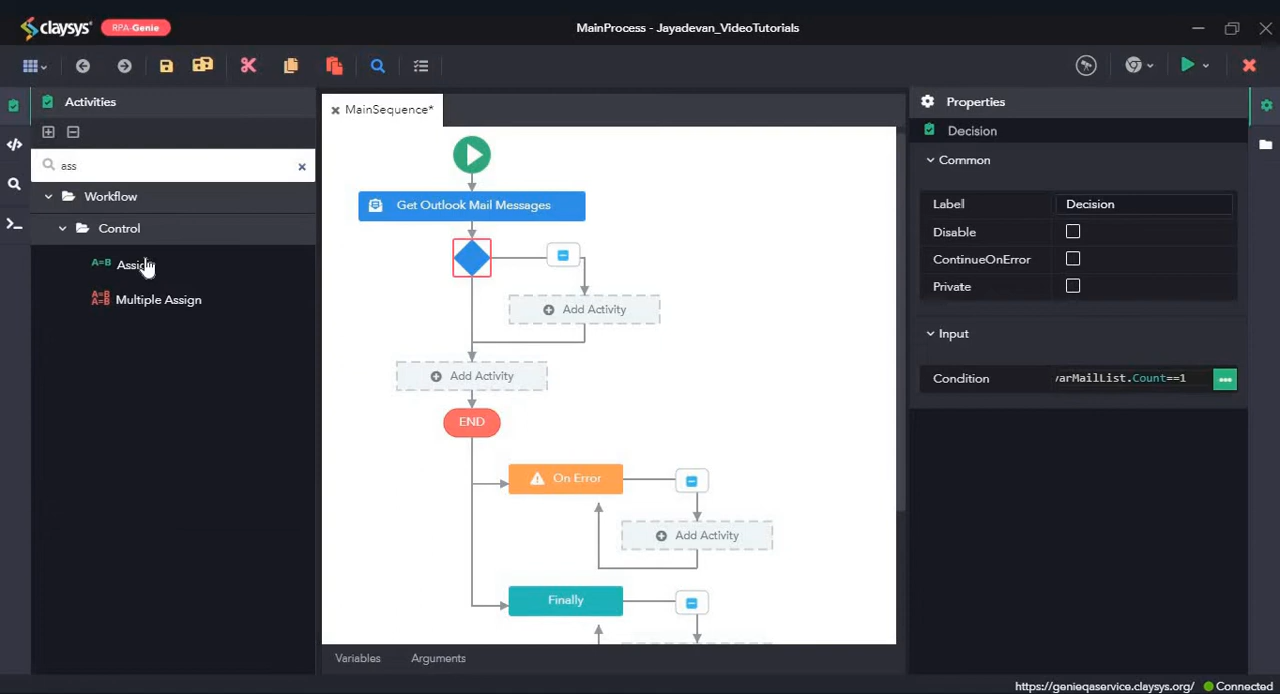 claysys
RPA-Genie
MainProcess - Jayadevan_VideoTutorials
Activities
ass
Workflow
Control
A=B Assign
A=B A=B Multiple Assign
MainSequence*
Get Outlook Mail Messages
Add Activity
Add Activity
END
On Error
Add Activity
Finally
Variables
Arguments
Properties
Decision
Common
Label Decision
Disable
ContinueOnError
Private
Input
Condition varMailList.Count==1
https://genieqaservice.claysys.org/ Connected